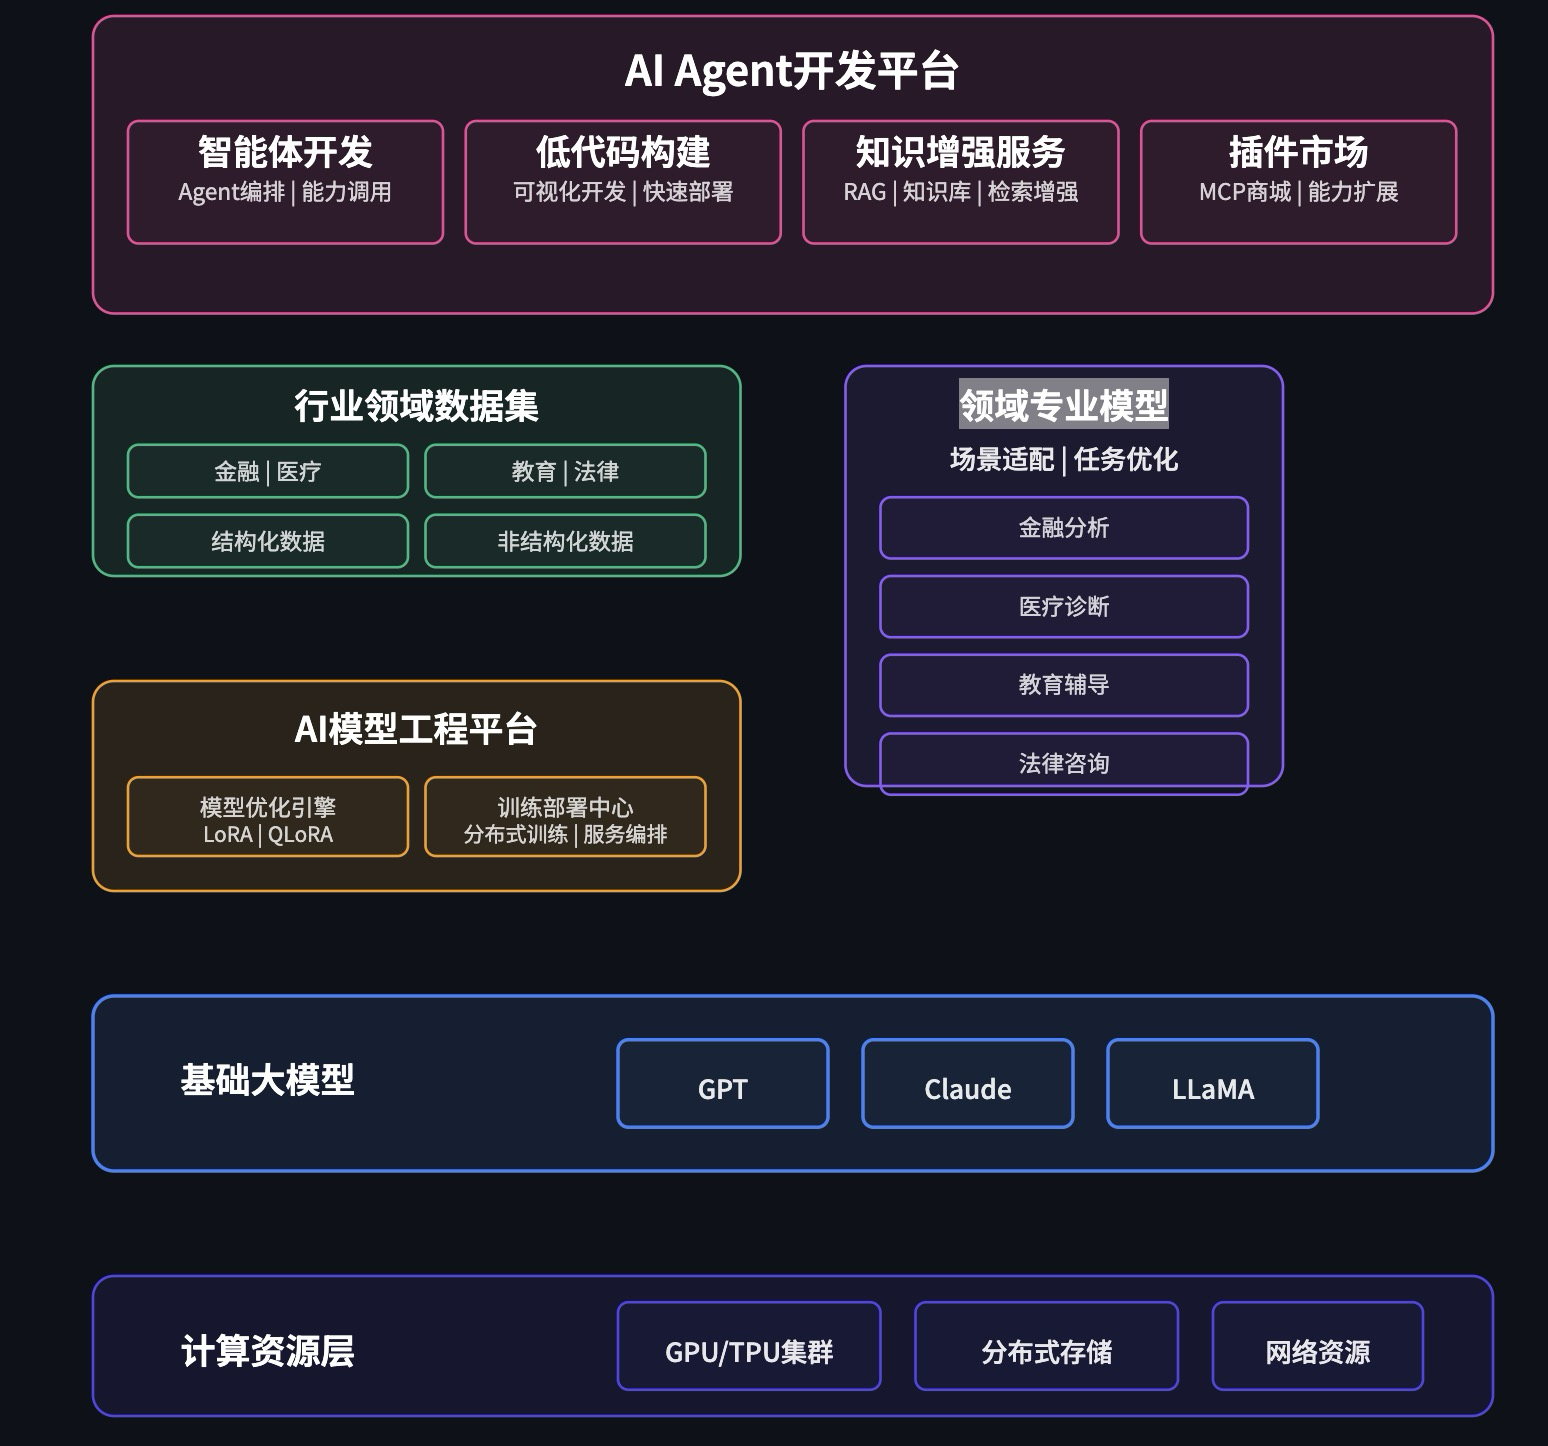 AI Agent开发平台
智能体开发
Agent编排 | 能力调用
低代码构建
可视化开发 | 快速部署
知识增强服务
RAG | 知识库 | 检索增强
插件市场
MCP商城 | 能力扩展
行业领域数据集
金融 | 医疗
教育 | 法律
结构化数据
非结构化数据
领域专业模型
场景适配 | 任务优化
金融分析
医疗诊断
教育辅导
法律咨询
AI模型工程平台
模型优化引擎
LoRA | QLoRA
训练部署中心
分布式训练 | 服务编排
基础大模型
GPT
Claude
LLaMA
计算资源层
GPU/TPU集群
分布式存储
网络资源